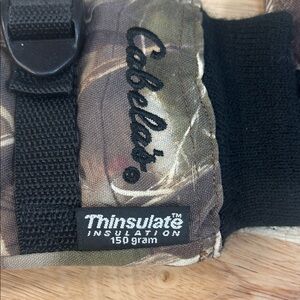 Cabela's®
Thinsulate™
INSULATION
150 gram